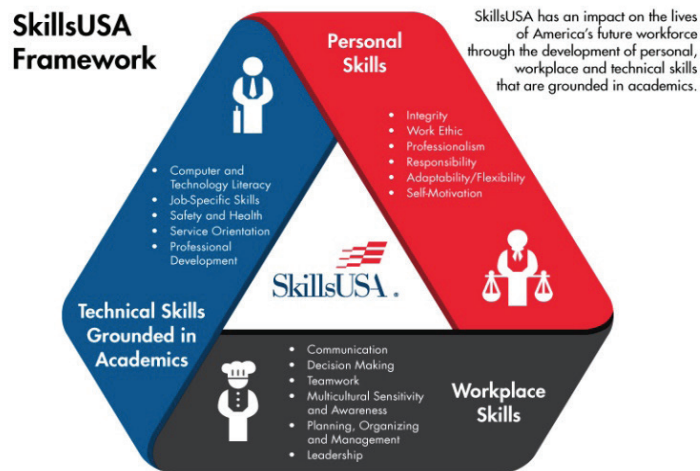 SkillsUSA
Framework
SkillsUSA has an impact on the lives
of America's future workforce
through the development of personal,
workplace and technical skills
that are grounded in academics.
Personal
Skills
• Integrity
• Work Ethic
• Professionalism
• Responsibility
• Adaptability/Flexibility
• Self-Motivation
• Computer and
Technology Literacy
• Job-Specific Skills
• Safety and Health
• Service Orientation
• Professional
Development
Technical Skills
Grounded in
Academics
SkillsUSA®
• Communication
• Decision Making
• Teamwork
• Multicultural Sensitivity
and Awareness
• Planning, Organizing
and Management
• Leadership
Workplace
Skills